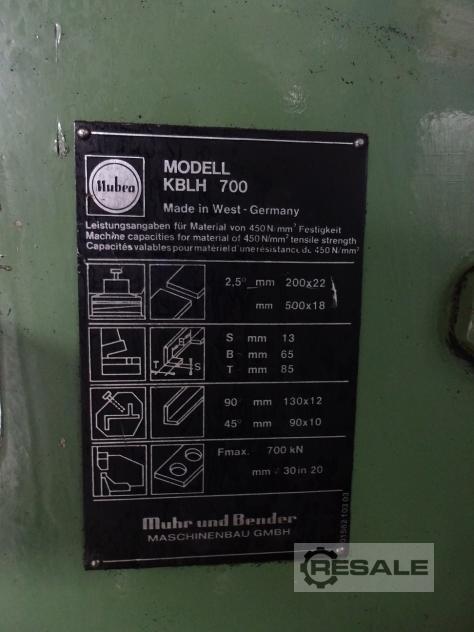 Mubea
MODELL
KBLH 700
Made in West-Germany
Leistungsangaben für Material von 450 N/mm² Festigkeit
Machine capacities for material of 450 N/mm² tensile strength
Capacités valables pour matériel d'une résistance de 450 N/mm²
2,5° mm 200x22
mm 500x18
S mm 13
B mm 65
T mm 85
T S
90° mm 130x12
45° mm 90x10
Fmax. 700 kN
mm 30 in 20
Muhr und Bender
MASCHINENBAU GMBH
RESALE